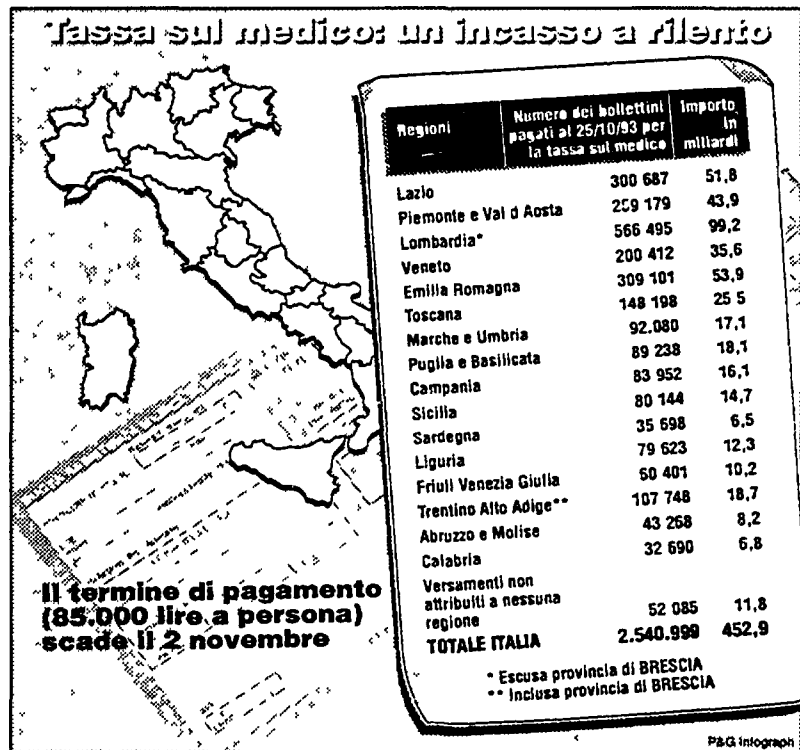 Tassa sul medico: un incasso a rilento
Regioni Numero dei bollettini pagati al 25/10/93 per la tassa sul medico Importo in miliardi
Lazio 300 687 51,8
Piemonte e Val d Aosta 259 179 43,9
Lombardia* 566 495 99,2
Veneto 200 412 35,6
Emilia Romagna 309 101 53,9
Toscana 148 198 25 5
Marche e Umbria 92.080 17,1
Puglia e Basilicata 89 238 18,1
Campania 83 952 16,1
Sicilia 80 144 14,7
Sardegna 35 698 6,5
Liguria 79 623 12,3
Friuli Venezia Giulia 60 401 10,2
Trentino Alto Adige** 107 748 18,7
Abruzzo e Molise 43 268 8,2
Calabria 32 690 6,8
Versamenti non
attribuiti a nessuna
regione 52 085 11,8
TOTALE ITALIA 2.540.999 452,9
* Escusa provincia di BRESCIA
** Inclusa provincia di BRESCIA
Il termine di pagamento
(85.000 lire a persona)
scade il 2 novembre
P&G Infograph